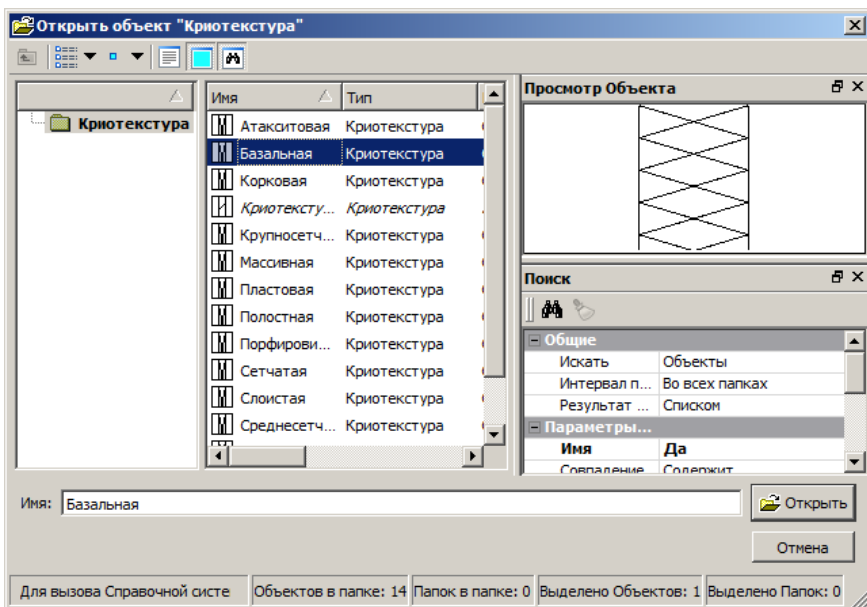 Открыть объект "Криотекстура"
Криотекстура
Имя Тип
Атакситовая Криотекстура
Базальная Криотекстура
Корковая Криотекстура
Криотексту... Криотекстура
Крупносетч... Криотекстура
Массивная Криотекстура
Пластовая Криотекстура
Полостная Криотекстура
Порфирови... Криотекстура
Сетчатая Криотекстура
Слоистая Криотекстура
Среднесетч... Криотекстура
Просмотр Объекта
Поиск
Общие
Искать Объекты
Интервал п... Во всех папках
Результат ... Списком
Параметры...
Имя Да
Совпадение Содержит
Имя: Базальная
Открыть
Отмена
Для вызова Справочной систе Объектов в папке: 14 Папок в папке: 0 Выделено Объектов: 1 Выделено Папок: 0